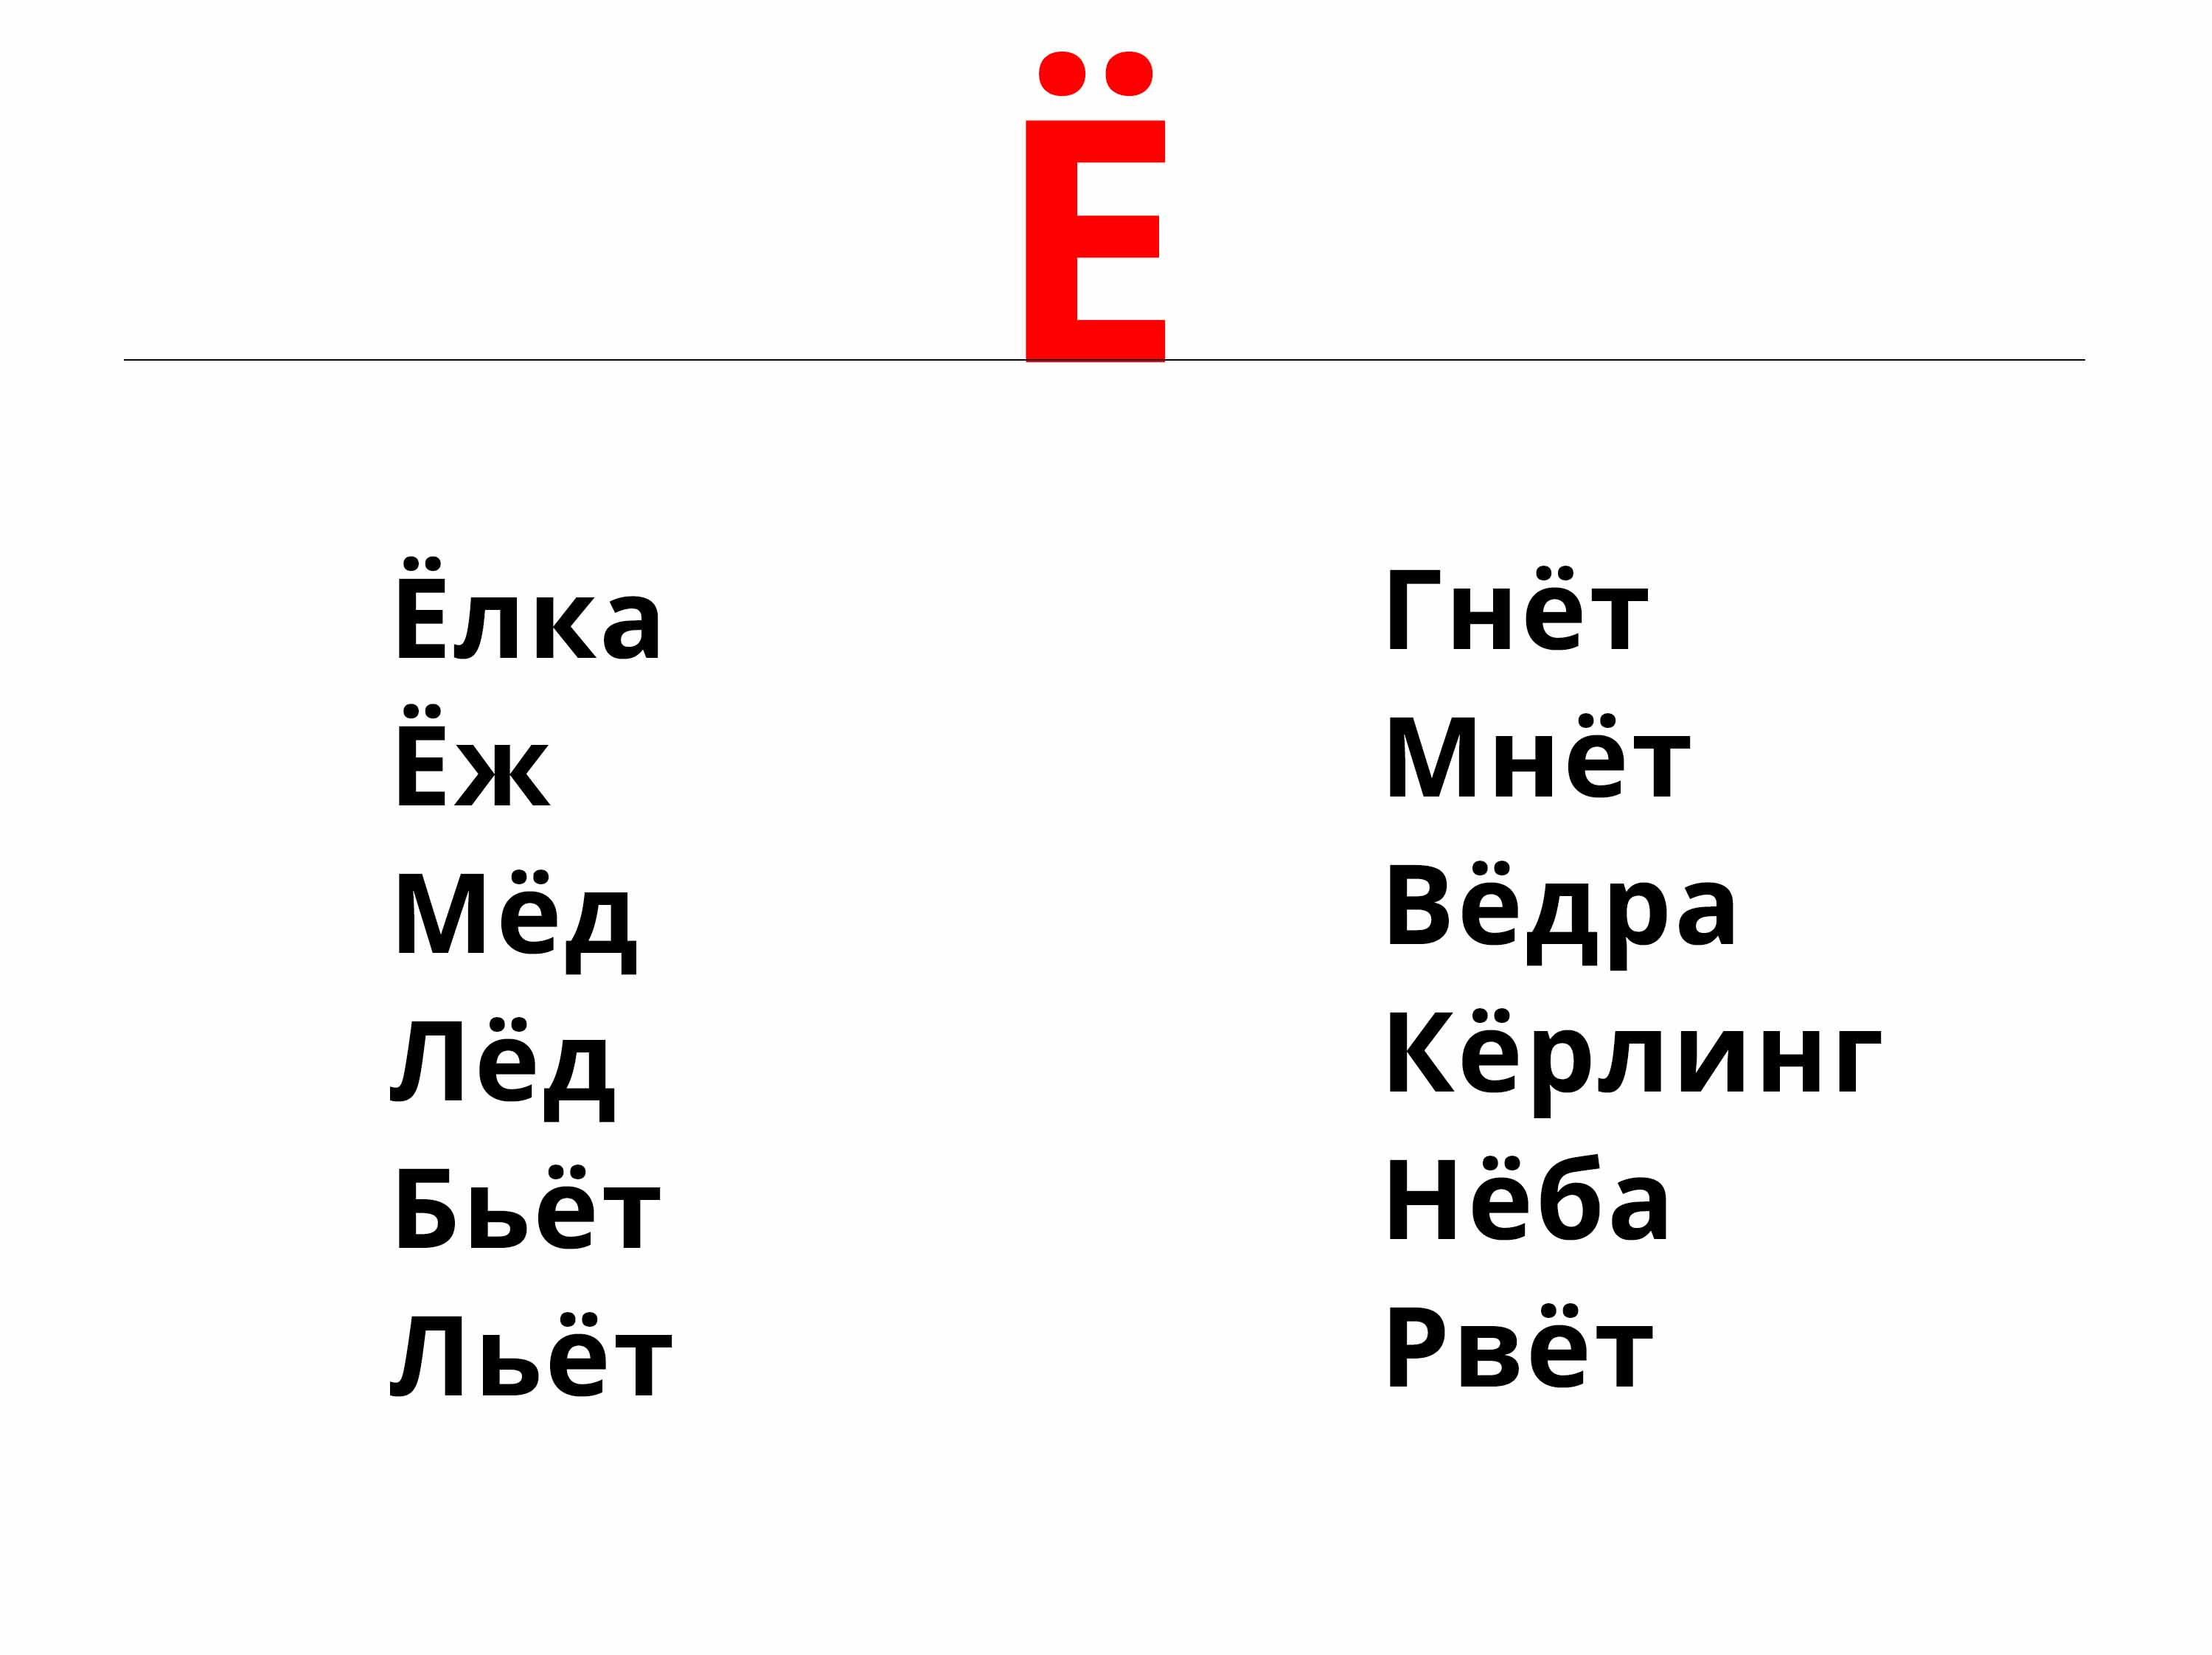 Ё
Ёлка
Ёж
Мёд
Лёд
Бьёт
Льёт
Гнёт
Мнёт
Вёдра
Кёрлинг
Нёба
Рвёт